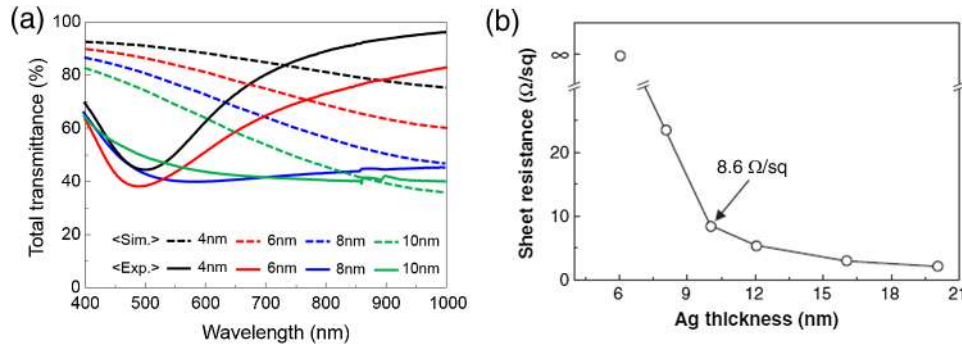 (a)
Total transmittance (%)
100
80
60
40
20
0
<Sim.> 4nm 6nm 8nm 10nm
<Exp.> 4nm 6nm 8nm 10nm
400 500 600 700 800 900 1000
Wavelength (nm)
(b)
Sheet resistance (Ω/sq)
∞
20
10
0
8.6 Ω/sq
6 9 12 15 18 21
Ag thickness (nm)